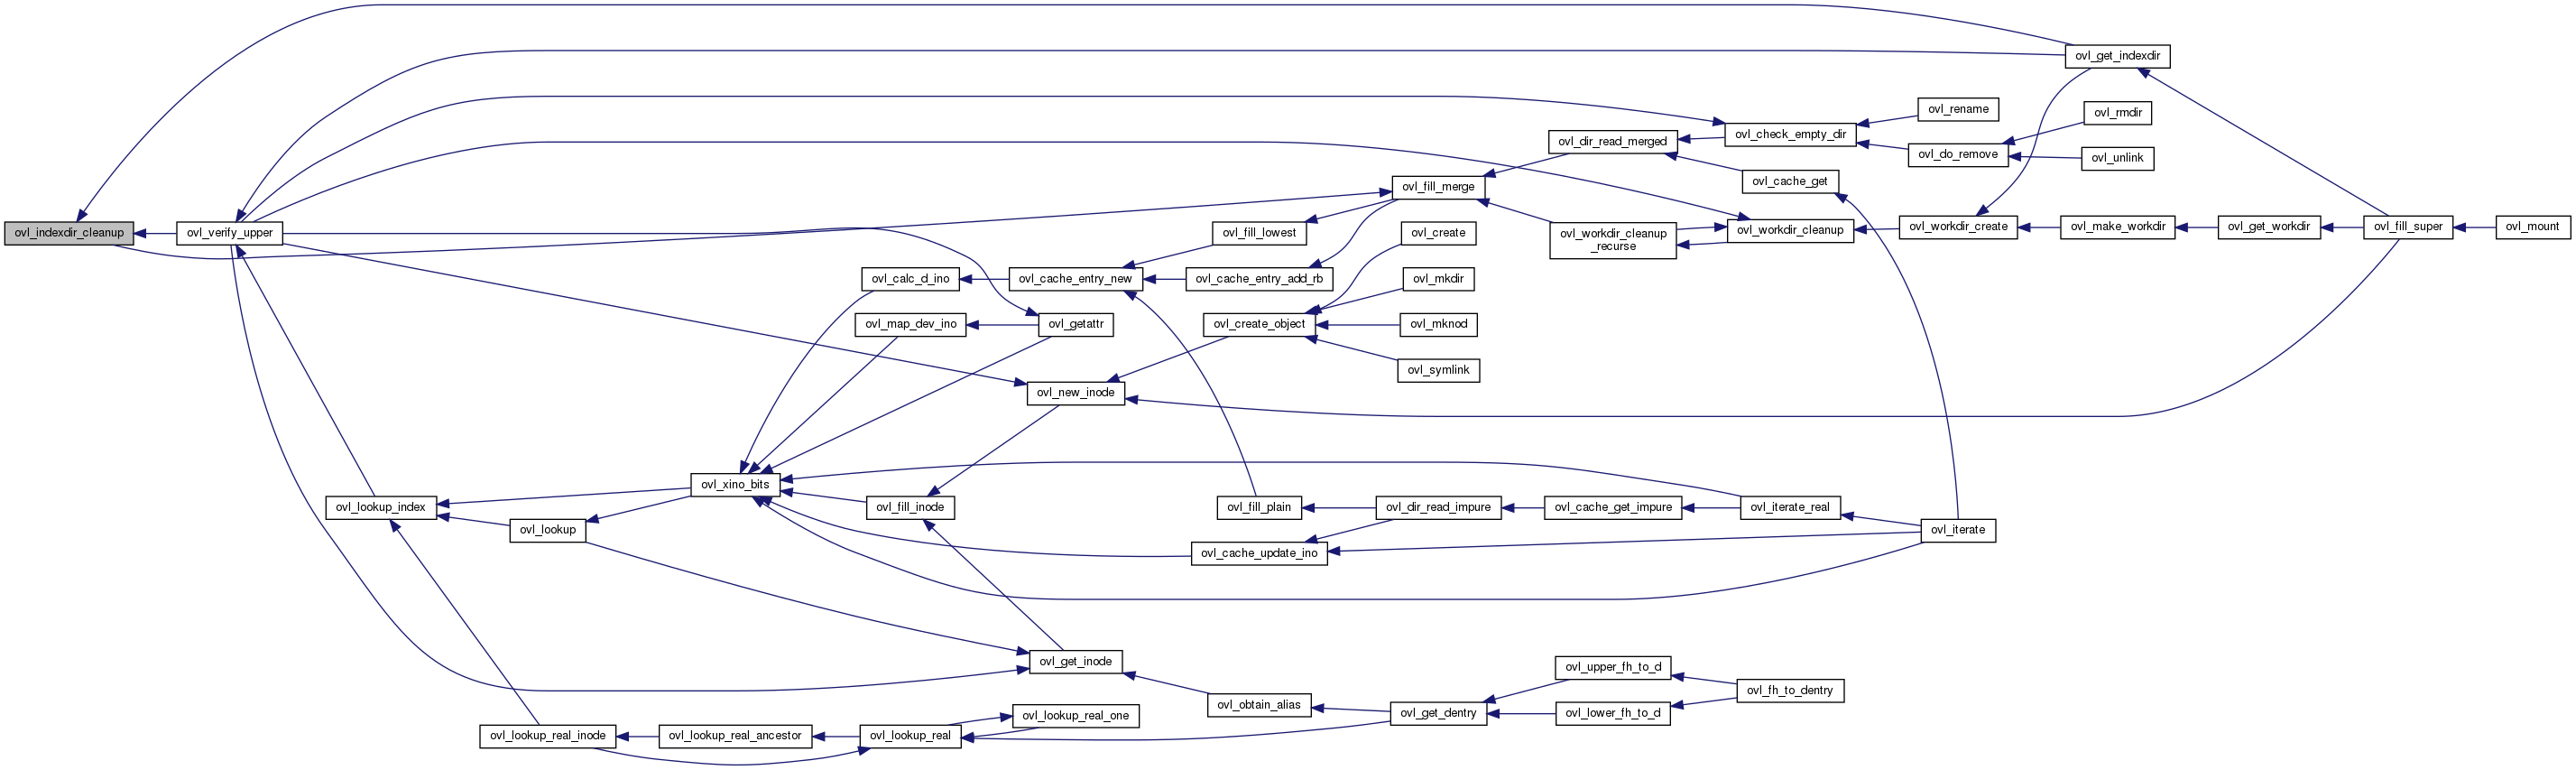 ovl_get_indexdir
ovl_rename
ovl_rmdir
ovl_check_empty_dir
ovl_dir_read_merged
ovl_do_remove
ovl_unlink
ovl_cache_get
ovl_fill_merge
ovl_indexdir_cleanup
ovl_verify_upper
ovl_fill_lowest
ovl_create
ovl_workdir_cleanup
_recurse
ovl_workdir_cleanup
ovl_workdir_create
ovl_make_workdir
ovl_get_workdir
ovl_fill_super
ovl_mount
ovl_calc_d_ino
ovl_cache_entry_new
ovl_cache_entry_add_rb
ovl_mkdir
ovl_map_dev_ino
ovl_getattr
ovl_create_object
ovl_mknod
ovl_symlink
ovl_new_inode
ovl_xino_bits
ovl_lookup_index
ovl_fill_inode
ovl_fill_plain
ovl_dir_read_impure
ovl_cache_get_impure
ovl_iterate_real
ovl_lookup
ovl_iterate
ovl_cache_update_ino
ovl_get_inode
ovl_upper_fh_to_d
ovl_fh_to_dentry
ovl_obtain_alias
ovl_get_dentry
ovl_lower_fh_to_d
ovl_lookup_real_one
ovl_lookup_real_inode
ovl_lookup_real_ancestor
ovl_lookup_real